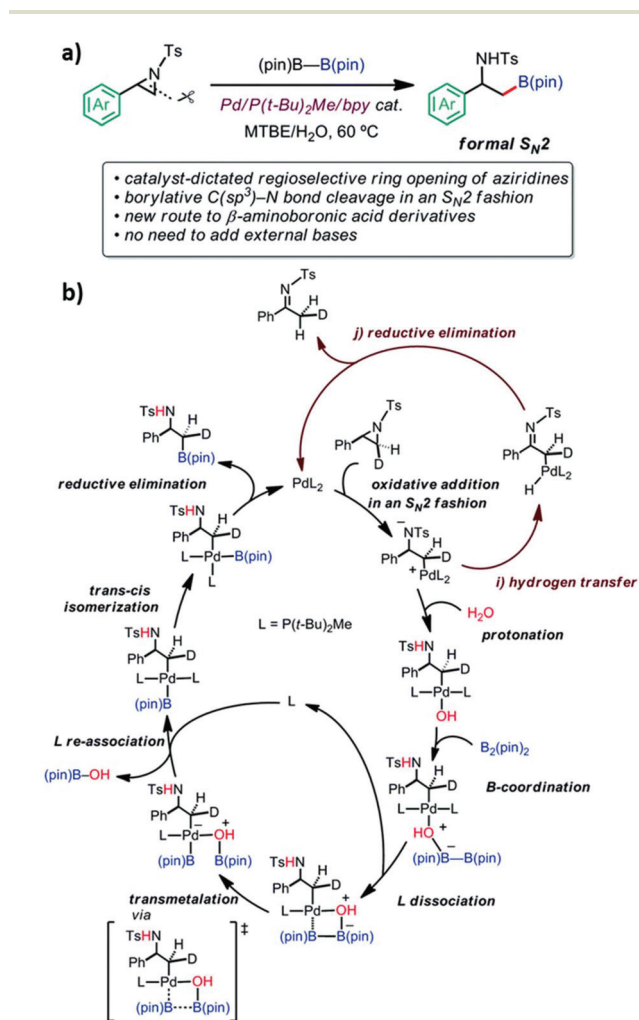 a)
Ts
N
Ar
(pin)B—B(pin)
Pd/P(t-Bu)2Me/bpy cat.
MTBE/H2O, 60 ºC
NHTs
B(pin)
Ar
formal SN2
• catalyst-dictated regioselective ring opening of aziridines
• borylative C(sp3)–N bond cleavage in an SN2 fashion
• new route to β-aminoboronic acid derivatives
• no need to add external bases
b)
Ts
N
H
Ph
D
H
j) reductive elimination
TsHN
H
Ph
D
B(pin)
reductive elimination
Ts
N
Ph
H
D
PdL2
oxidative addition
in an SN2 fashion
Ts
N
H
Ph
D
PdL2
H
TsHN
H
Ph
D
L—Pd—B(pin)
L
−
NTs
H
Ph
D
+
PdL2
i) hydrogen transfer
trans-cis
isomerization
L = P(t-Bu)2Me
H2O
protonation
TsHN
H
Ph
D
L—Pd—L
(pin)B
TsHN
H
Ph
D
L—Pd—L
OH
L
L re-association
B2(pin)2
(pin)B—OH
B-coordination
TsHN
H
Ph
D
L—Pd—OH
− +
(pin)B B(pin)
TsHN
H
Ph
D
L—Pd—L
+
HO
−
(pin)B—B(pin)
L dissociation
transmetalation
via
TsHN
H
Ph
D
L—Pd—OH
+
−
(pin)B—B(pin)
TsHN
H
Ph
D
L—Pd—OH
(pin)B B(pin)
‡